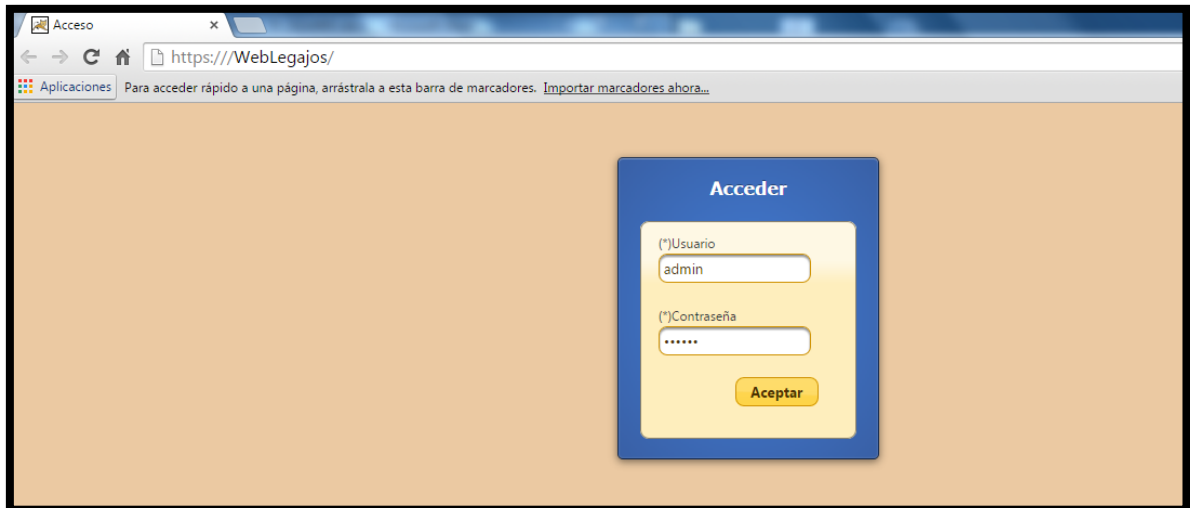 Acceso
https:///WebLegajos/
Aplicaciones Para acceder rápido a una página, arrástrala a esta barra de marcadores. Importar marcadores ahora...
Acceder
(*)Usuario
admin
(*)Contraseña
••••••
Aceptar